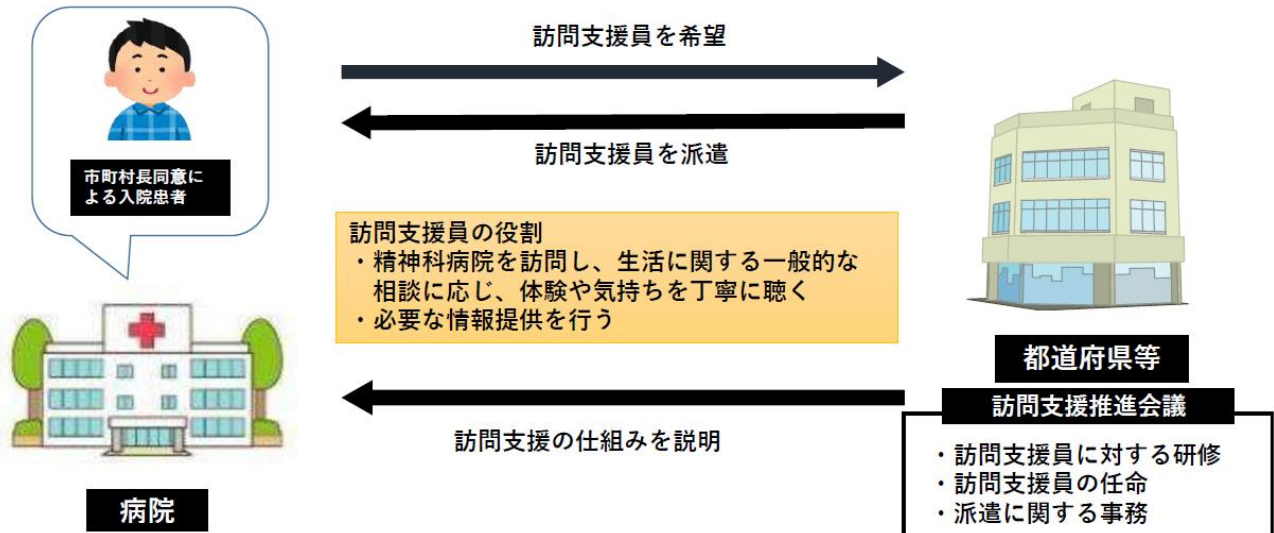 訪問支援員を希望
訪問支援員を派遣
市町村長同意に
よる入院患者
訪問支援員の役割
・精神科病院を訪問し、生活に関する一般的な
相談に応じ、体験や気持ちを丁寧に聴く
・必要な情報提供を行う
訪問支援の仕組みを説明
病院
都道府県等
訪問支援推進会議
・訪問支援員に対する研修
・訪問支援員の任命
・派遣に関する事務